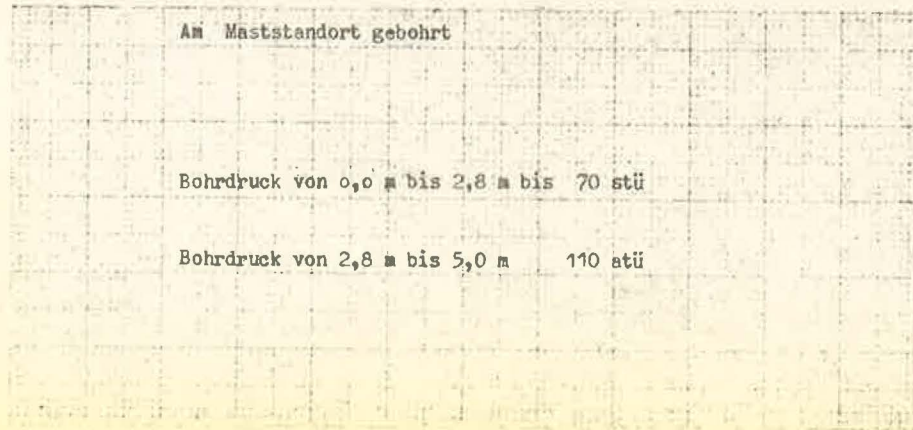 Am Maststandort gebohrt
Bohrdruck von o,o m bis 2,8 m bis 70 stü
Bohrdruck von 2,8 m bis 5,0 m 110 atü